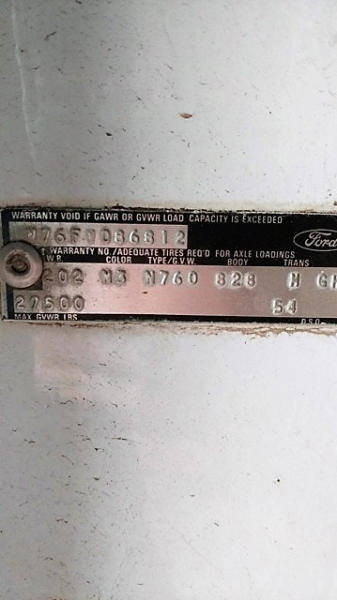 WARRANTY VOID IF GAWR OR GVWR LOAD CAPACITY IS EXCEEDED
N76FVD86812
Ford
WARRANTY NO./ADEQUATE TIRES REQ'D FOR AXLE LOADINGS
W.B. COLOR TYPE/G.V.W. BODY TRANS
202 M3 N760 828 H
27500 54
MAX. GVWR LBS D.S.O.